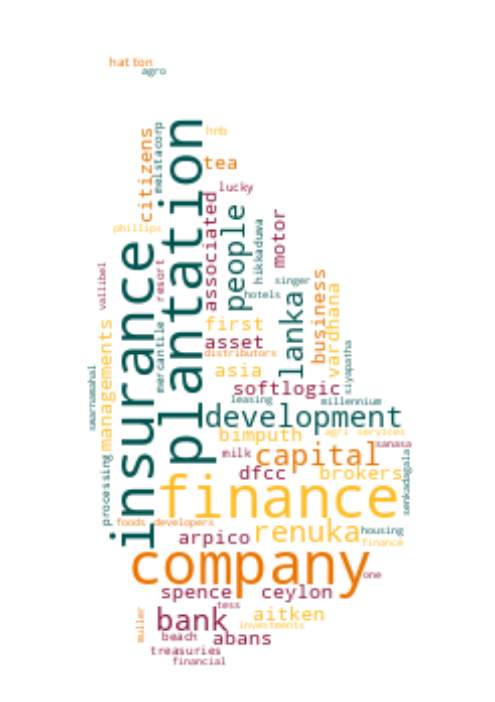 hatton
agro
plantation
melstacorp
hnb
citizens
tea
lucky
associated
people
motor
hikkaduwa
phillips
insurance
resort
vallibel
singer
hotels
business
vardhana
lanka
first
managements
mercantile
asset
distributors
siyapatha
asia
swarnamahal
softlogic
leasing
millennium
development
bimputh
agri services
sanasa
capital
milk
dfcc
brokers
senkadagala
processing
finance
foods
developers
renuka
housing
finance
arpico
company
one
spence
ceylon
tess
bank
aitken
muller
investments
beach
abans
treasuries
financial